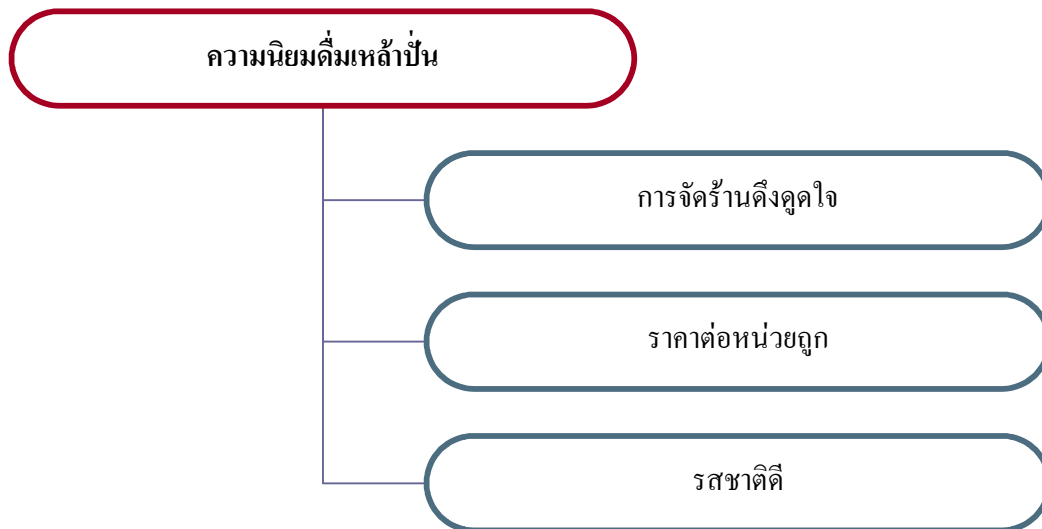 ความนิยมดื่มเหล้าปั่น
การจัดร้านดึงดูดใจ
ราคาต่อหน่วยถูก
รสชาติดี